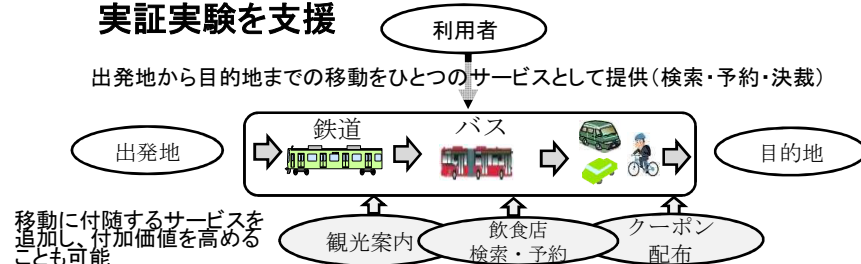 実証実験を支援
利用者
出発地から目的地までの移動をひとつのサービスとして提供(検索・予約・決裁)
出発地
鉄道
バス
目的地
移動に付随するサービスを
追加し、付加価値を高める
ことも可能
観光案内
飲食店
検索・予約
クーポン
配布